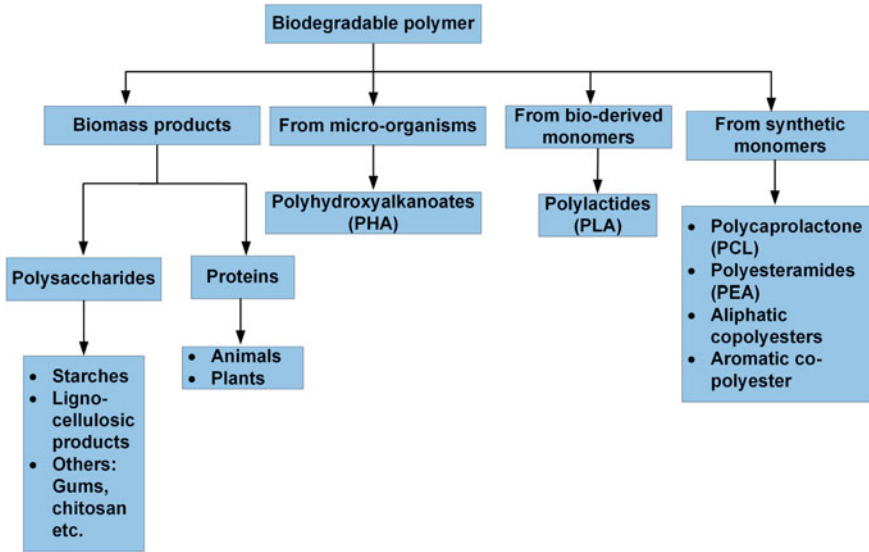 Biodegradable polymer
Biomass products
From micro-organisms
From bio-derived
monomers
From synthetic
monomers
Polyhydroxyalkanoates
(PHA)
Polylactides
(PLA)
• Polycaprolactone
(PCL)
• Polyesteramides
(PEA)
• Aliphatic
copolyesters
• Aromatic co-
polyester
Polysaccharides
Proteins
• Starches
• Ligno-
cellulosic
products
• Others:
Gums,
chitosan
etc.
• Animals
• Plants